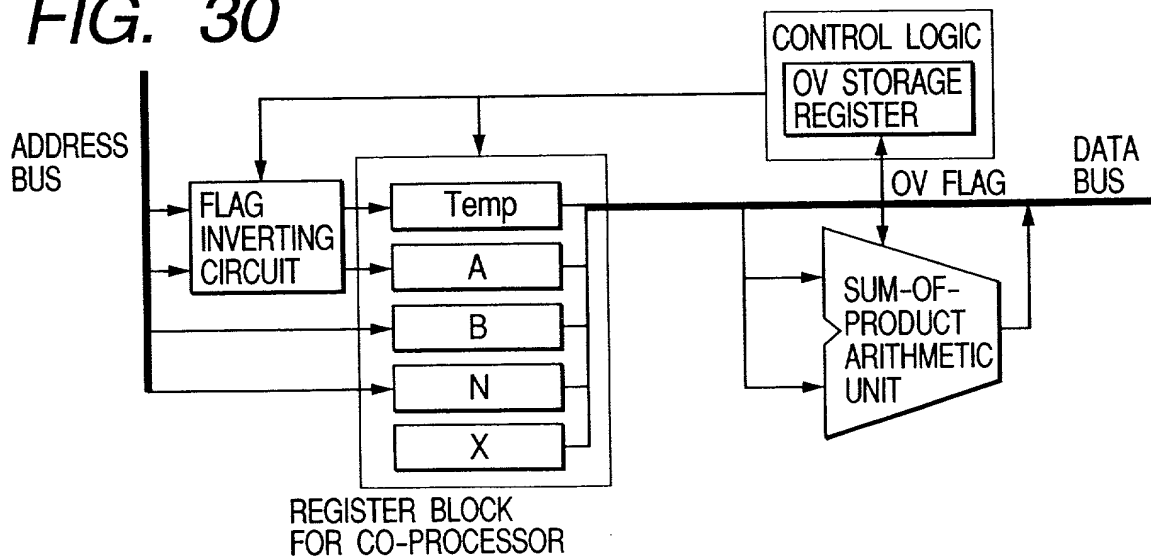 FIG. 30
CONTROL LOGIC
OV STORAGE
REGISTER
ADDRESS
BUS
DATA
BUS
OV FLAG
FLAG
INVERTING
CIRCUIT
Temp
A
B
N
X
SUM-OF-
PRODUCT
ARITHMETIC
UNIT
REGISTER BLOCK
FOR CO-PROCESSOR